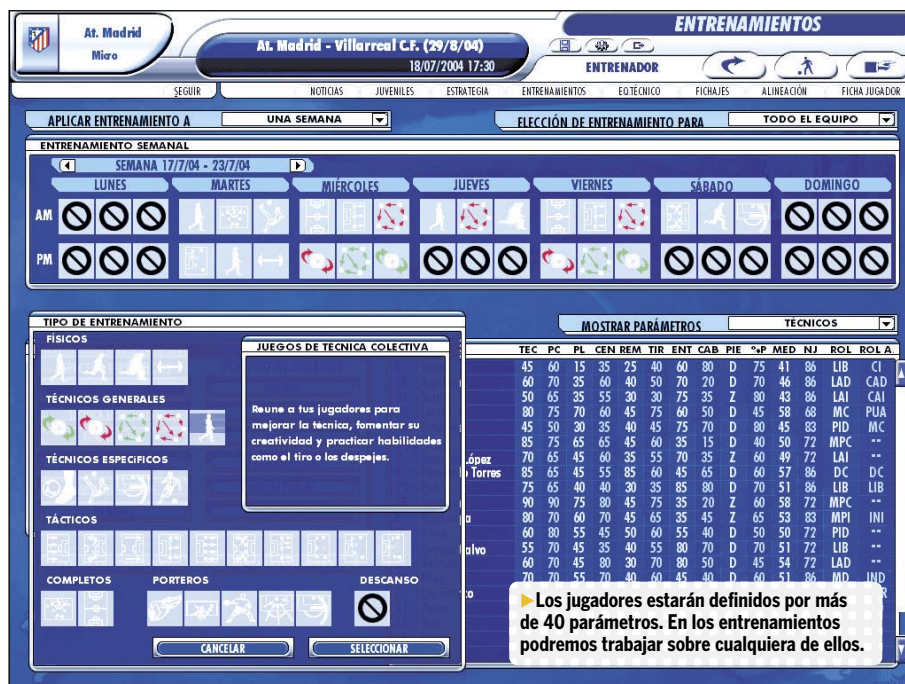 At. Madrid
Micro
At. Madrid - Villarreal C.F. (29/8/04)
18/07/2004 17:30
ENTRENAMIENTOS
ENTRENADOR
SEGUIR NOTICIAS JUVENILES ESTRATEGIA ENTRENAMIENTOS EQ.TÉCNICO FICHAJES ALINEACIÓN FICHA JUGADOR
APLICAR ENTRENAMIENTO A UNA SEMANA ELECCIÓN DE ENTRENAMIENTO PARA TODO EL EQUIPO
ENTRENAMIENTO SEMANAL
SEMANA 17/7/04 - 23/7/04
LUNES MARTES MIÉRCOLES JUEVES VIERNES SÁBADO DOMINGO
AM
PM
TIPO DE ENTRENAMIENTO
FÍSICOS
JUEGOS DE TECNICA COLECTIVA
Reune a tus jugadores para
mejorar la técnica, fomentar su
creatividad y practicar habilidades
como el tiro o los despejes.
TÉCNICOS GENERALES
TÉCNICOS ESPECÍFICOS
TÁCTICOS
COMPLETOS PORTEROS DESCANSO
CANCELAR SELECCIONAR
MOSTRAR PARÁMETROS TÉCNICOS
TEC PC PL CEN REM TIR ENT CAB PIE %P MED NJ ROL ROL A.
45 60 15 35 25 40 60 80 D 75 41 86 LIB CI
60 70 35 60 40 50 70 20 D 70 46 86 LAD CAD
50 65 35 55 30 30 75 35 Z 80 43 86 LAI CAI
80 75 70 60 45 75 60 50 D 45 58 68 MC PUA
45 50 30 35 40 45 75 70 D 80 45 83 PID MC
85 75 65 65 45 60 35 15 D 40 50 72 MPC --
López 70 65 45 60 35 55 70 35 Z 60 49 72 LAI --
Torres 85 65 45 55 85 60 45 65 D 60 57 86 DC DC
75 65 40 40 30 35 85 80 D 70 51 86 LIB LIB
90 90 75 80 45 75 35 20 Z 60 58 72 MPC --
80 70 60 70 45 65 35 45 Z 65 53 83 MPI INI
60 80 55 45 50 60 55 40 D 50 50 72 PID --
55 70 45 35 40 55 80 70 D 70 51 72 LIB --
60 70 45 80 30 70 80 50 D 45 54 72 LAD --
70 70 55 70 40 60 45 40 D 60 51 86 MD IND
Los jugadores estarán definidos por más
de 40 parámetros. En los entrenamientos
podremos trabajar sobre cualquiera de ellos.